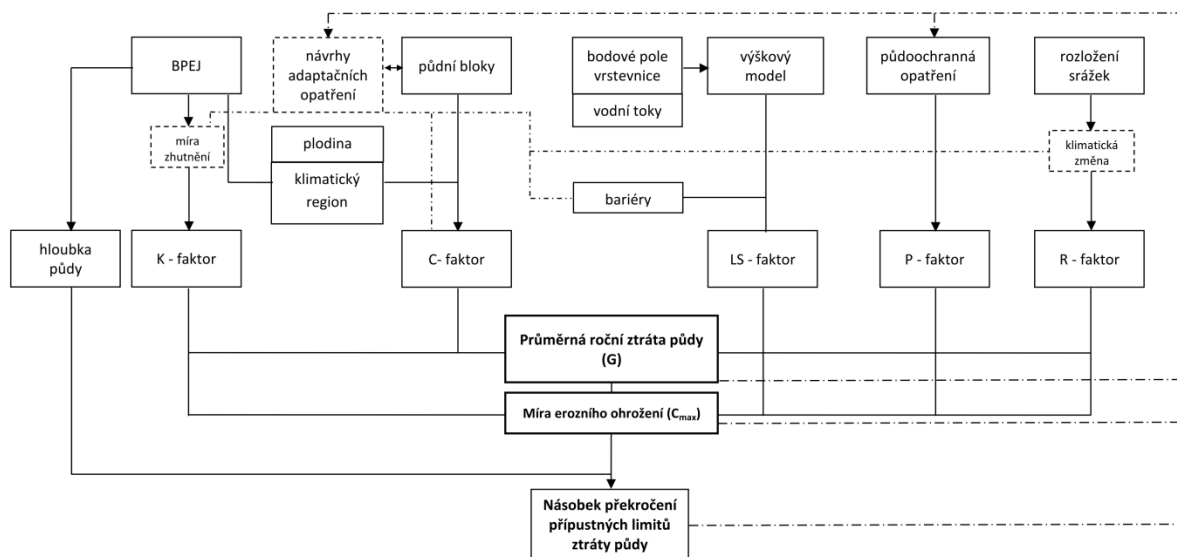 BPEJ
návrhy
adaptačních
opatření
půdní bloky
bodové pole
vrstevnice
vodní toky
výškový
model
půdoochranná
opatření
rozložení
srážek
míra
zhutnění
plodina
klimatický
region
bariéry
klimatická
změna
hloubka
půdy
K - faktor
C- faktor
LS - faktor
P - faktor
R - faktor
Průměrná roční ztráta půdy
(G)
Míra erozního ohrožení (Cmax)
Násobek překročení
přípustných limitů
ztráty půdy